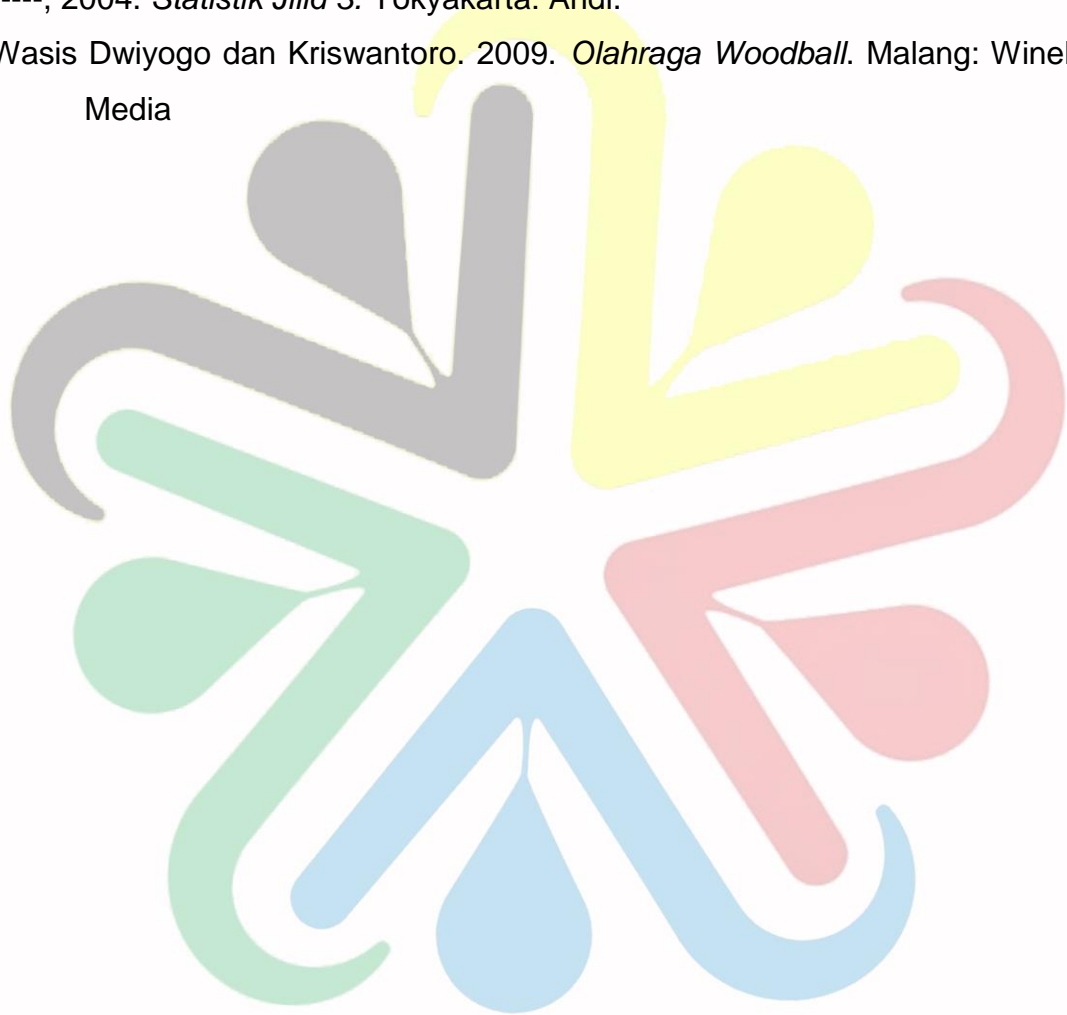 ----, 2004. Statistik Jilid 3. Yokyakarta: Andi.
Wasis Dwiyogo dan Kriswantoro. 2009. Olahraga Woodball. Malang: Winek
Media